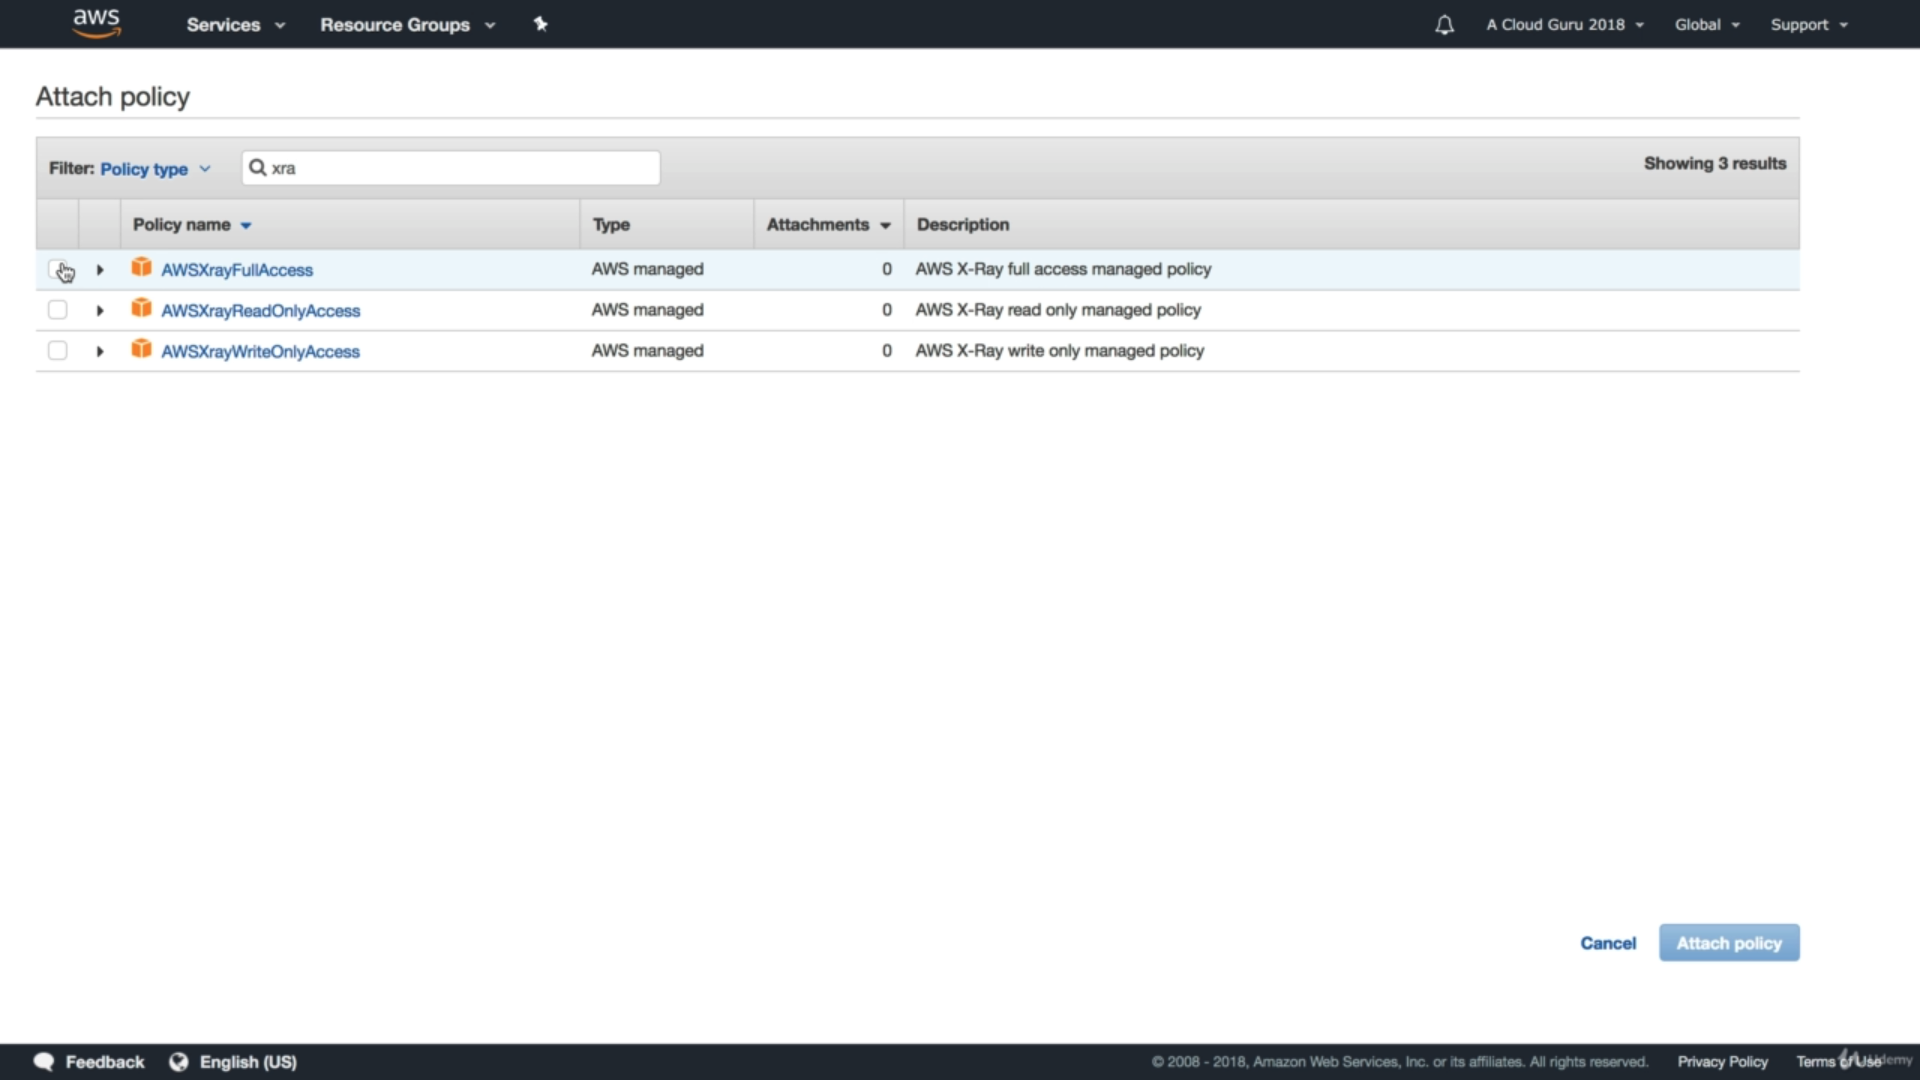 aws Services Resource Groups A Cloud Guru 2018 Global Support
Attach policy
Filter: Policy type xra Showing 3 results
Policy name Type Attachments Description
AWSXrayFullAccess AWS managed 0 AWS X-Ray full access managed policy
AWSXrayReadOnlyAccess AWS managed 0 AWS X-Ray read only managed policy
AWSXrayWriteOnlyAccess AWS managed 0 AWS X-Ray write only managed policy
Cancel Attach policy
Feedback English (US) © 2008 - 2018, Amazon Web Services, Inc. or its affiliates. All rights reserved. Privacy Policy Terms of Use